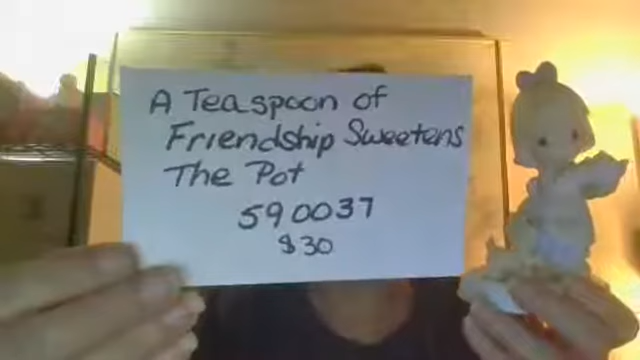 A Teaspoon of
Friendship Sweetens
The Pot
590037
$30